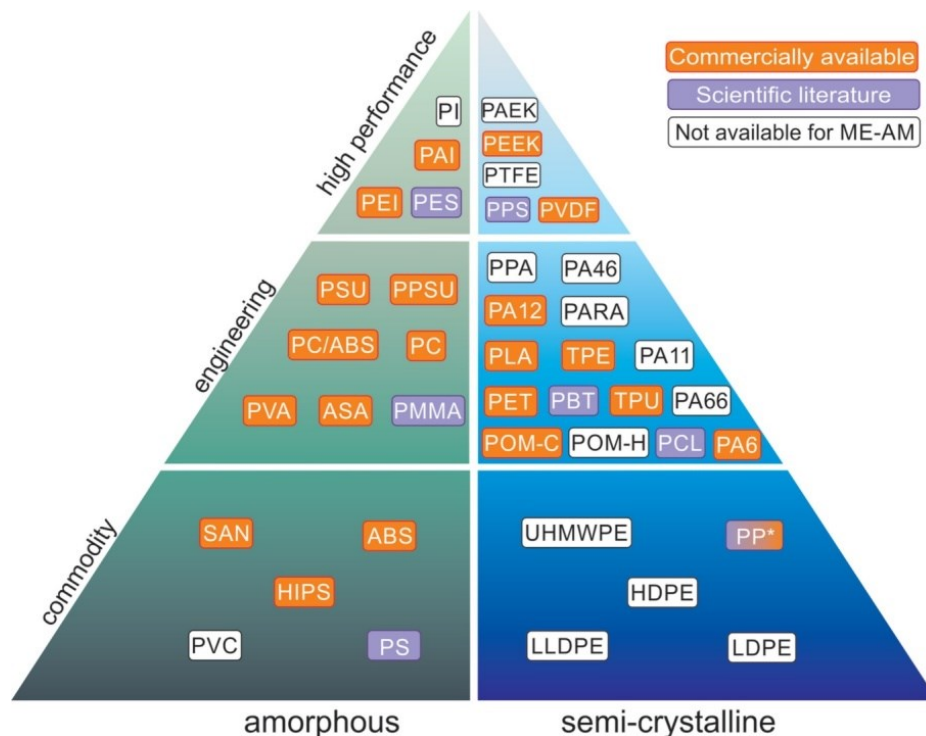 Commercially available
Scientific literature
Not available for ME-AM
high performance
PI
PAI
PEI PES
PAEK
PEEK
PTFE
PPS PVDF
engineering
PSU PPSU
PC/ABS PC
PVA ASA PMMA
PPA PA46
PA12 PARA
PLA TPE PA11
PET PBT TPU PA66
POM-C POM-H PCL PA6
commodity
SAN ABS
HIPS
PVC PS
UHMWPE PP*
HDPE
LLDPE LDPE
amorphous semi-crystalline